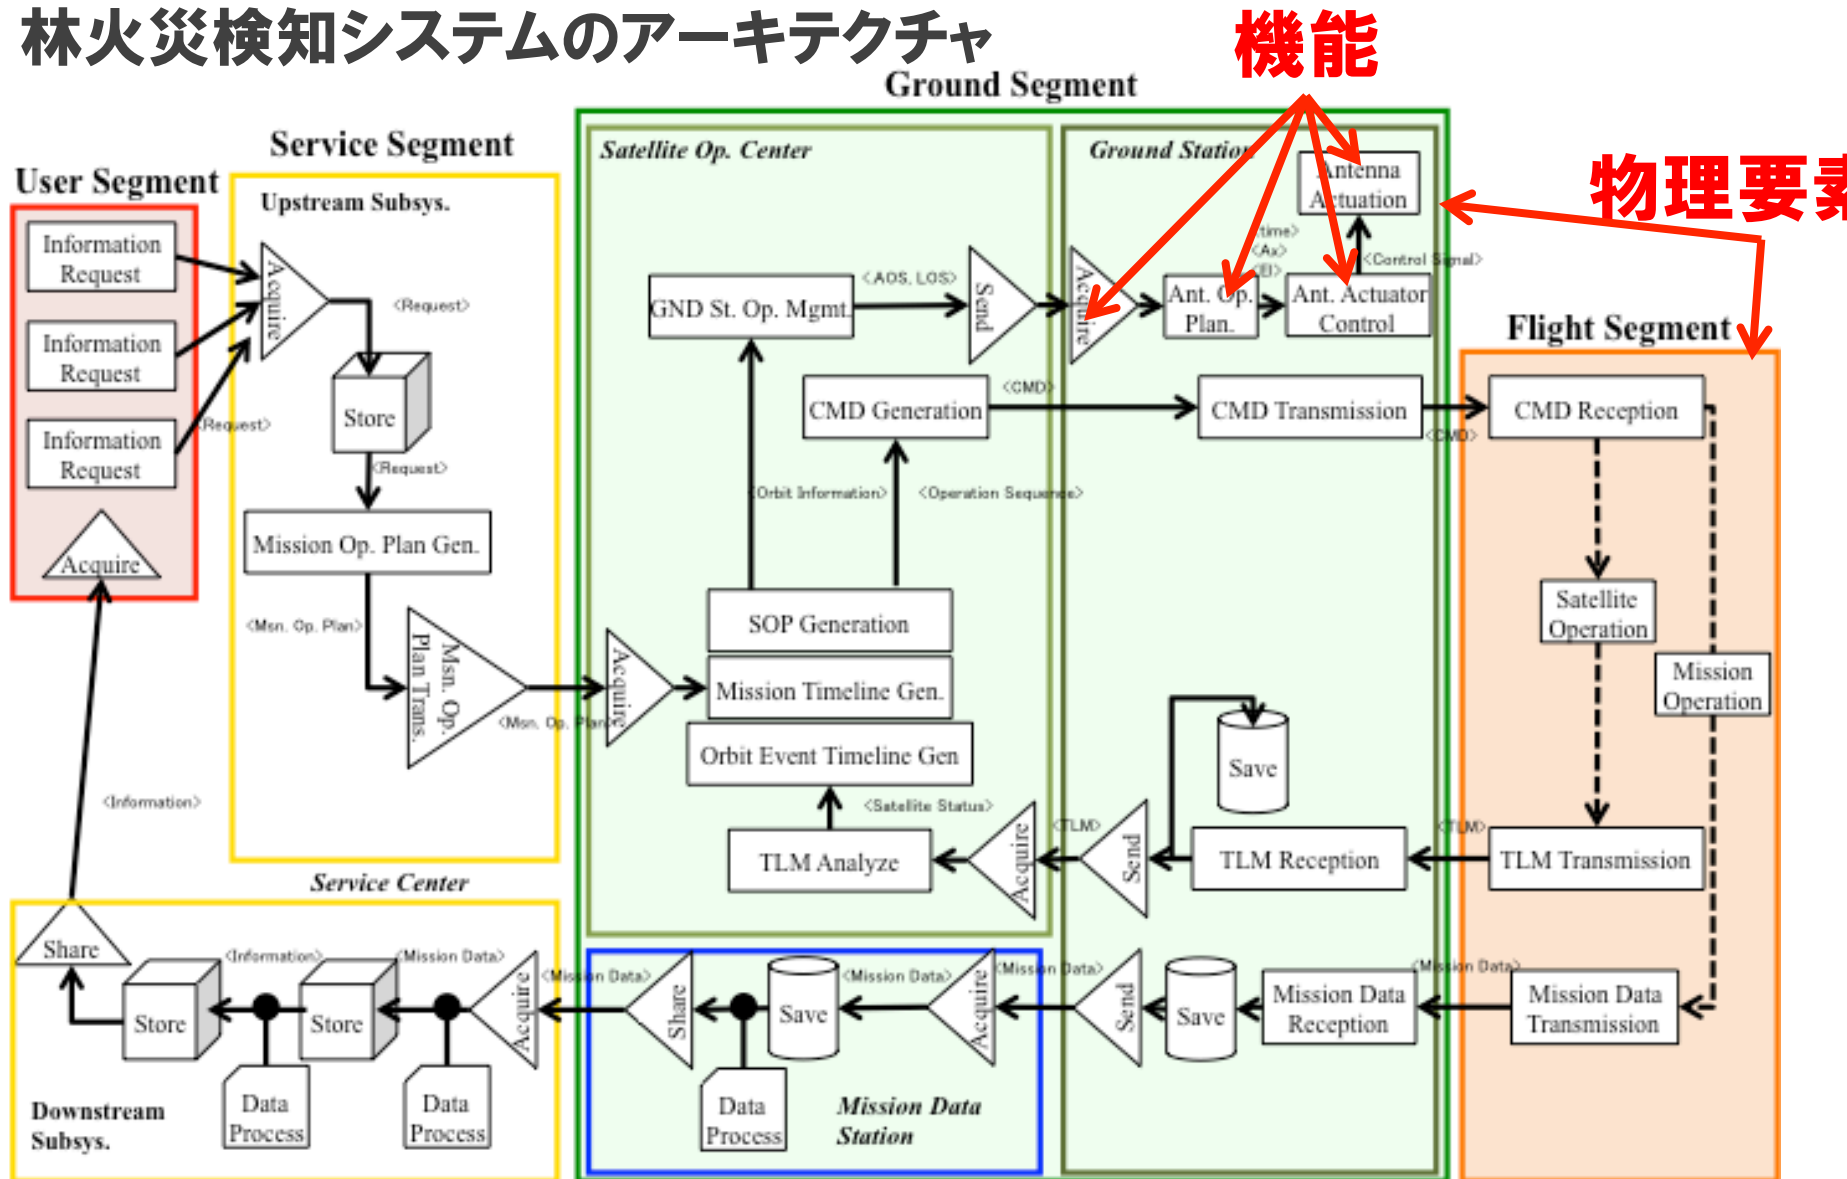 林火災検知システムのアーキテクチャ
機能
物理要素
Ground Segment
Service Segment
User Segment
Flight Segment
Satellite Op. Center
Ground Station
Upstream Subsys.
Information
Request
Information
Request
Information
Request
Acquire
Acquire
<Request>
<Request>
Store
<Request>
Mission Op. Plan Gen.
<Msn. Op. Plan>
Msn. Op.
Plan Trans.
<Msn. Op. Plan>
Acquire
GND St. Op. Mgmt.
<AOS, LOS>
Send
Acquire
Ant. Op.
Plan.
<time>
<Ax>
<El>
Ant. Actuator
Control
<Control Signal>
Antenna
Actuation
CMD Generation
<CMD>
CMD Transmission
<CMD>
CMD Reception
<Orbit Information>
<Operation Sequence>
SOP Generation
Mission Timeline Gen.
Orbit Event Timeline Gen
<Satellite Status>
TLM Analyze
Acquire
<TLM>
Send
Save
TLM Reception
<TLM>
TLM Transmission
Satellite
Operation
Mission
Operation
<Information>
Service Center
Share
<Information>
<Mission Data>
Store
Store
Acquire
<Mission Data>
Data
Process
Data
Process
Downstream
Subsys.
Share
Save
<Mission Data>
Acquire
<Mission Data>
Data
Process
Mission Data
Station
Send
Save
Mission Data
Reception
<Mission Data>
Mission Data
Transmission